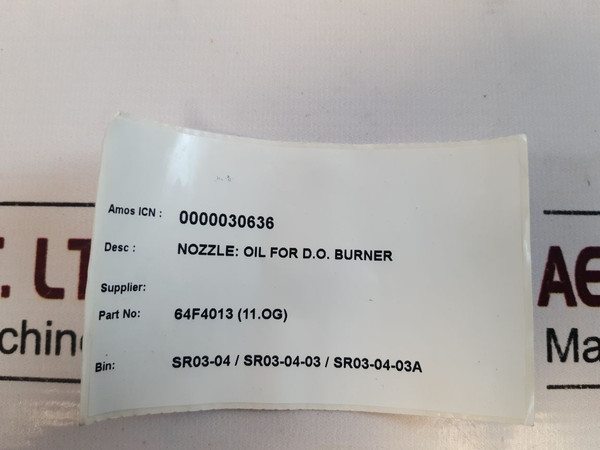 Amos ICN : 0000030636
Desc : NOZZLE: OIL FOR D.O. BURNER
Supplier:
Part No: 64F4013 (11.OG)
Bin: SR03-04 / SR03-04-03 / SR03-04-03A